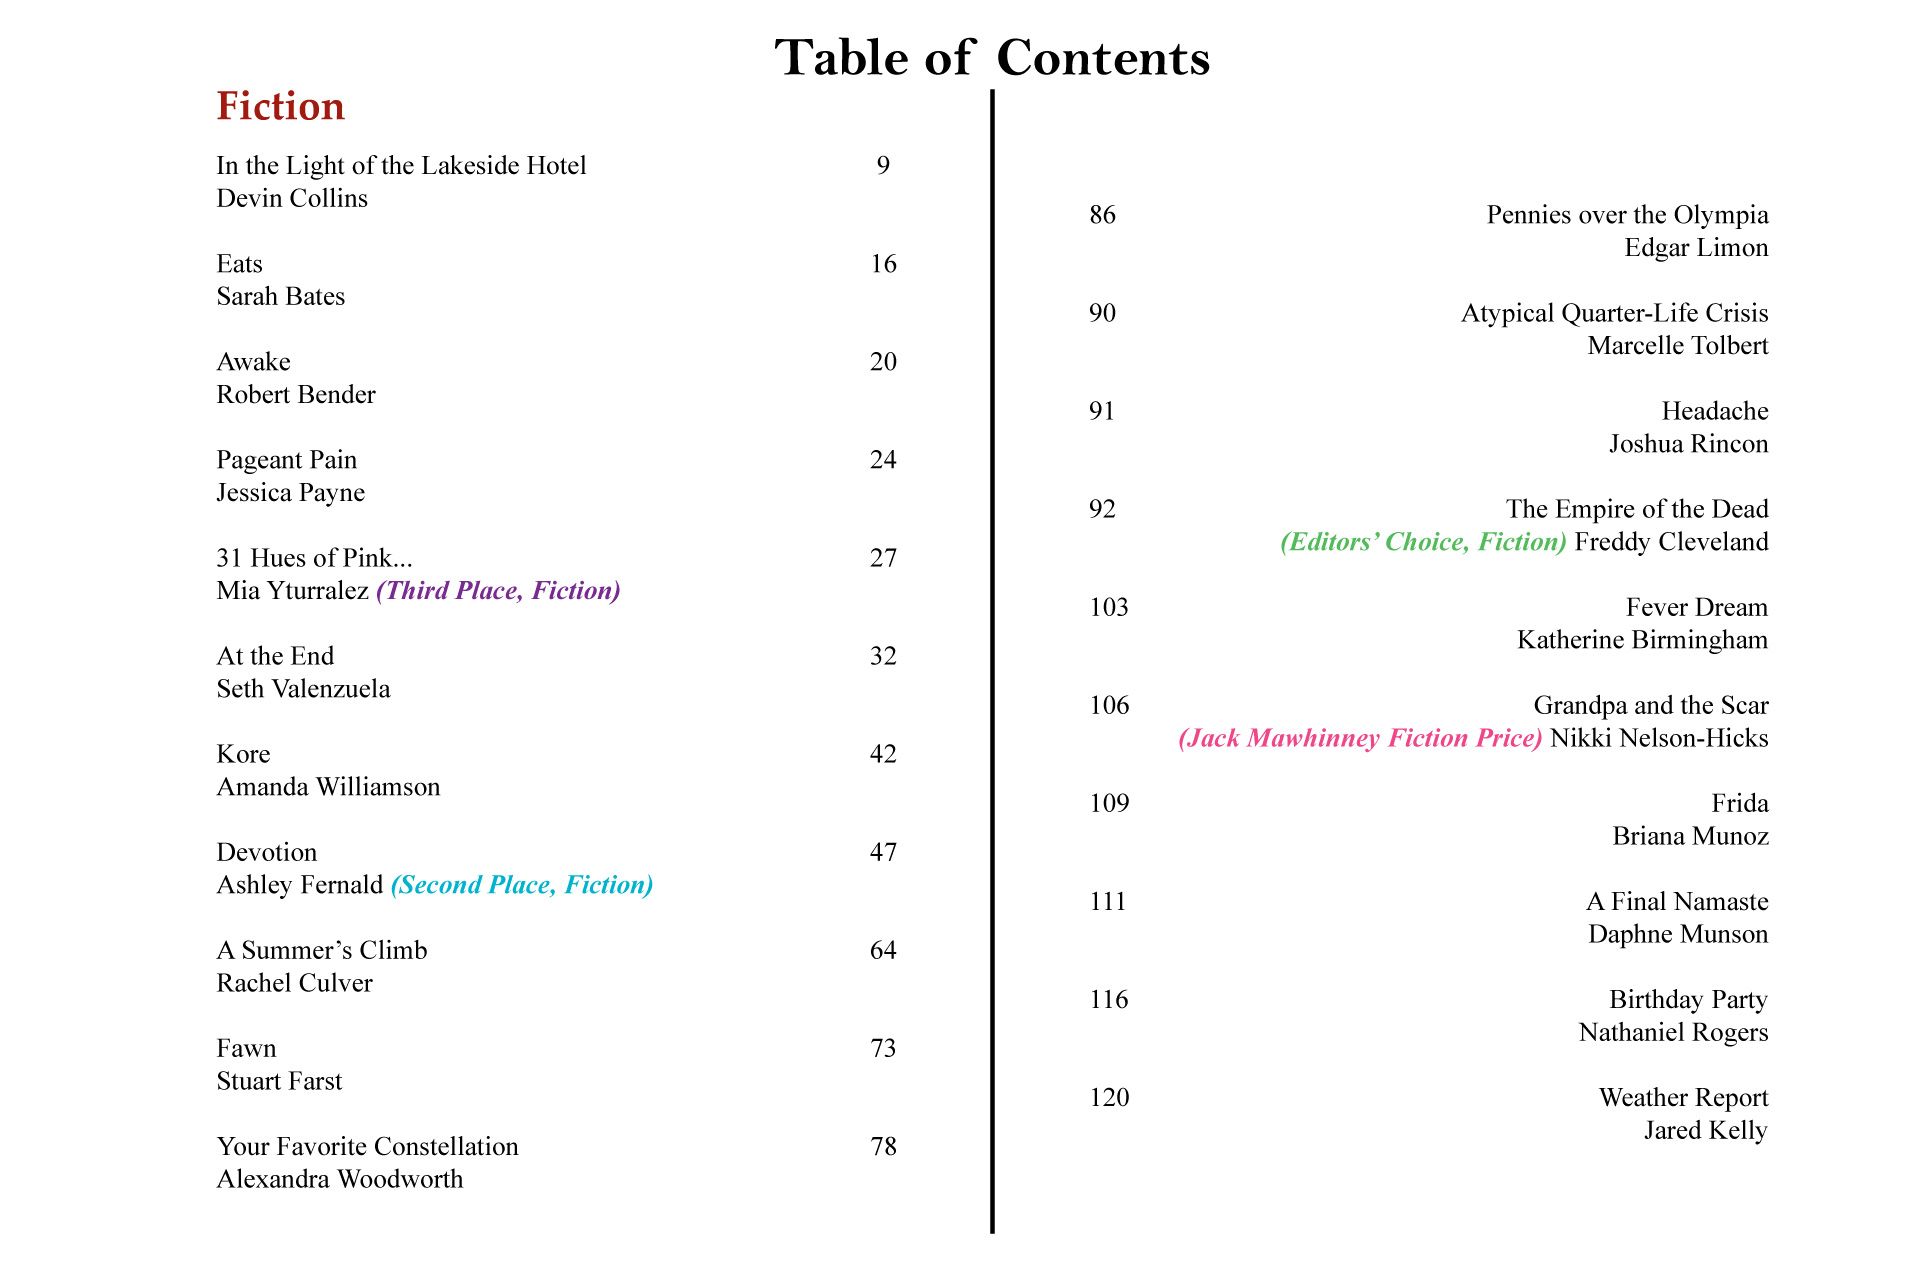 Table of Contents
Fiction
In the Light of the Lakeside Hotel 9
Devin Collins
Eats 16
Sarah Bates
Awake 20
Robert Bender
Pageant Pain 24
Jessica Payne
31 Hues of Pink... 27
Mia Yturralez (Third Place, Fiction)
At the End 32
Seth Valenzuela
Kore 42
Amanda Williamson
Devotion 47
Ashley Fernald (Second Place, Fiction)
A Summer’s Climb 64
Rachel Culver
Fawn 73
Stuart Farst
Your Favorite Constellation 78
Alexandra Woodworth
86 Pennies over the Olympia
Edgar Limon
90 Atypical Quarter-Life Crisis
Marcelle Tolbert
91 Headache
Joshua Rincon
92 The Empire of the Dead
(Editors’ Choice, Fiction) Freddy Cleveland
103 Fever Dream
Katherine Birmingham
106 Grandpa and the Scar
(Jack Mawhinney Fiction Price) Nikki Nelson-Hicks
109 Frida
Briana Munoz
111 A Final Namaste
Daphne Munson
116 Birthday Party
Nathaniel Rogers
120 Weather Report
Jared Kelly